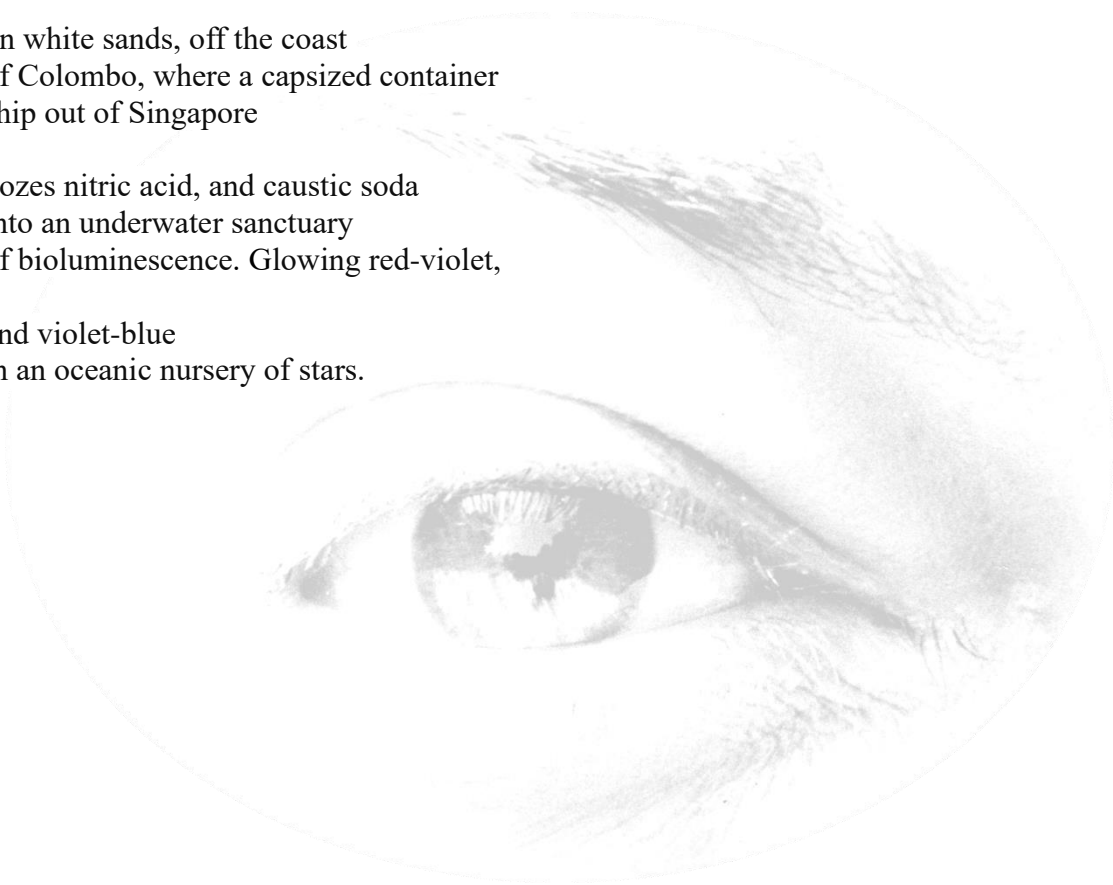 n white sands, off the coast
f Colombo, where a capsized container
hip out of Singapore
ozes nitric acid, and caustic soda
nto an underwater sanctuary
f bioluminescence. Glowing red-violet,
nd violet-blue
n an oceanic nursery of stars.